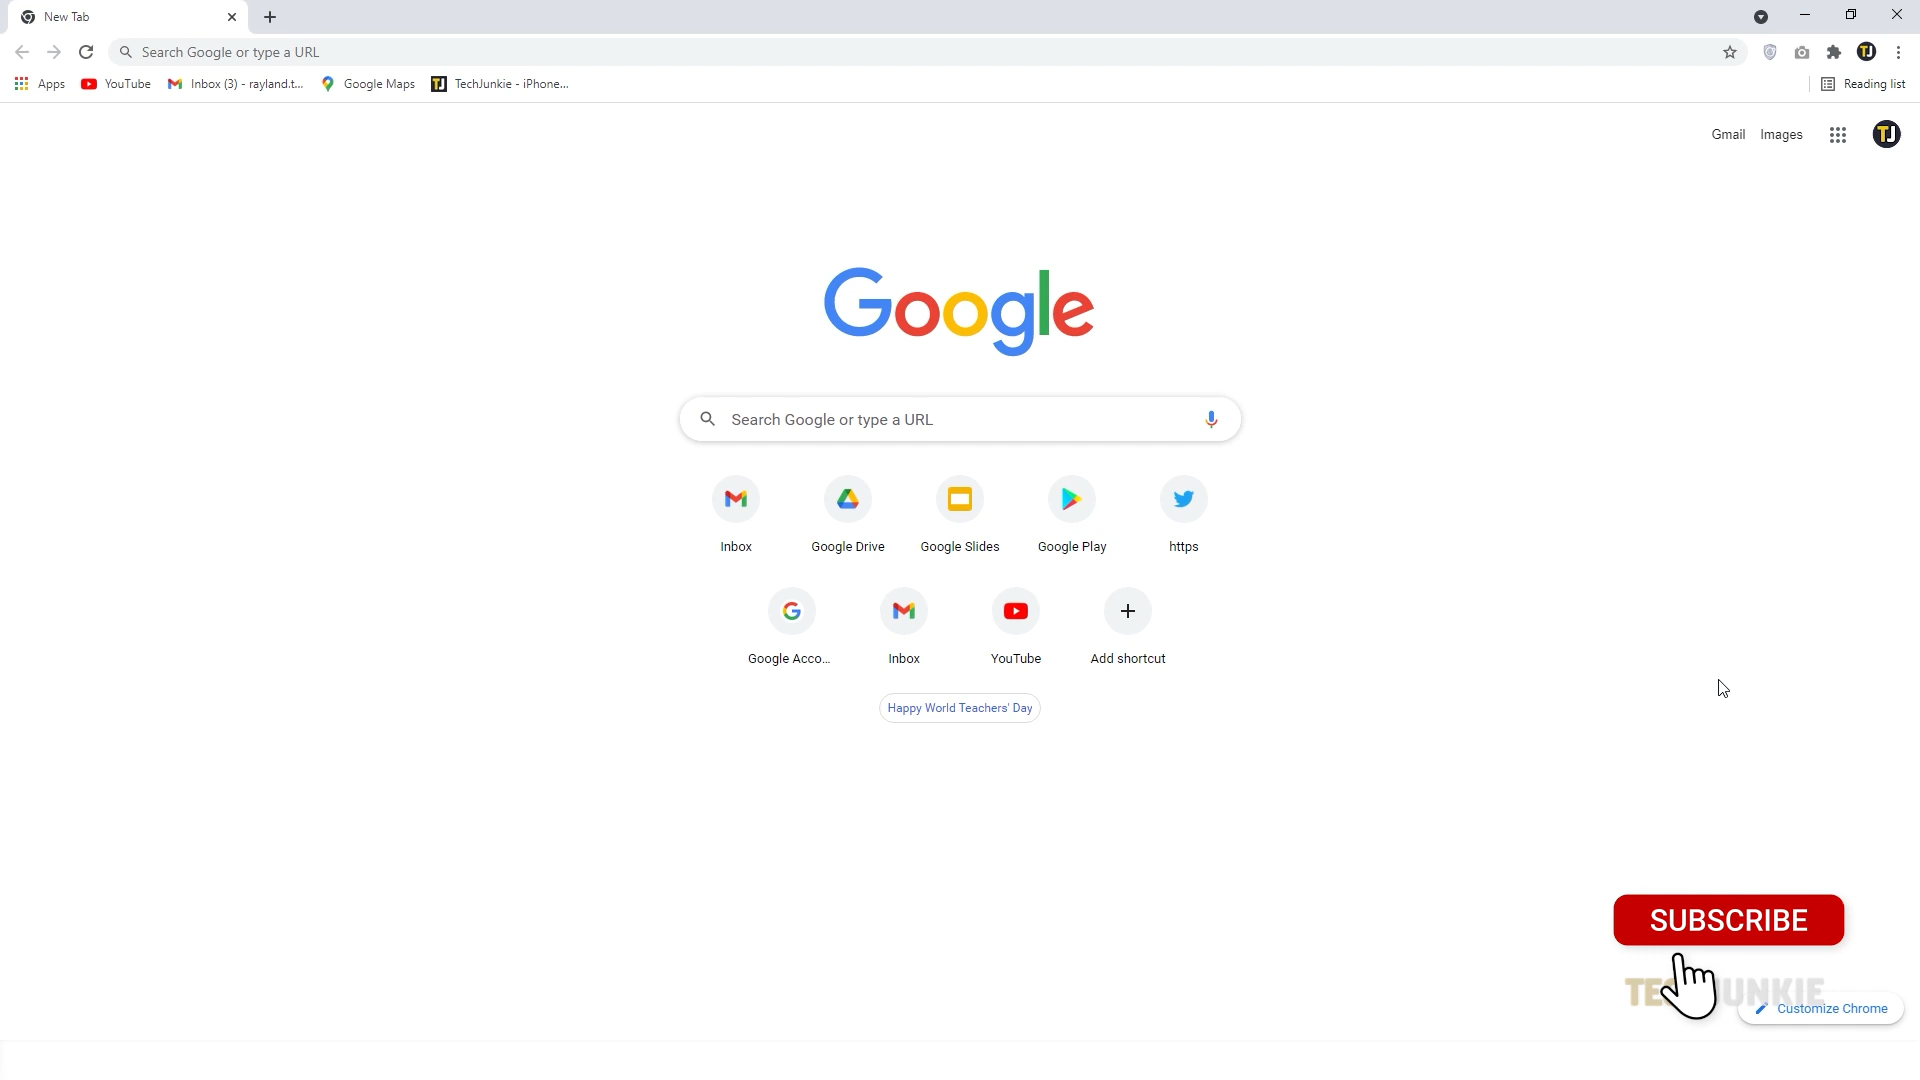 New Tab
Search Google or type a URL
Apps YouTube Inbox (3) - rayland.t... Google Maps TJ TechJunkie - iPhone... Reading list
Gmail Images TJ
Google
Search Google or type a URL
Inbox Google Drive Google Slides Google Play https
Google Acco... Inbox YouTube Add shortcut
Happy World Teachers' Day
SUBSCRIBE
Customize Chrome